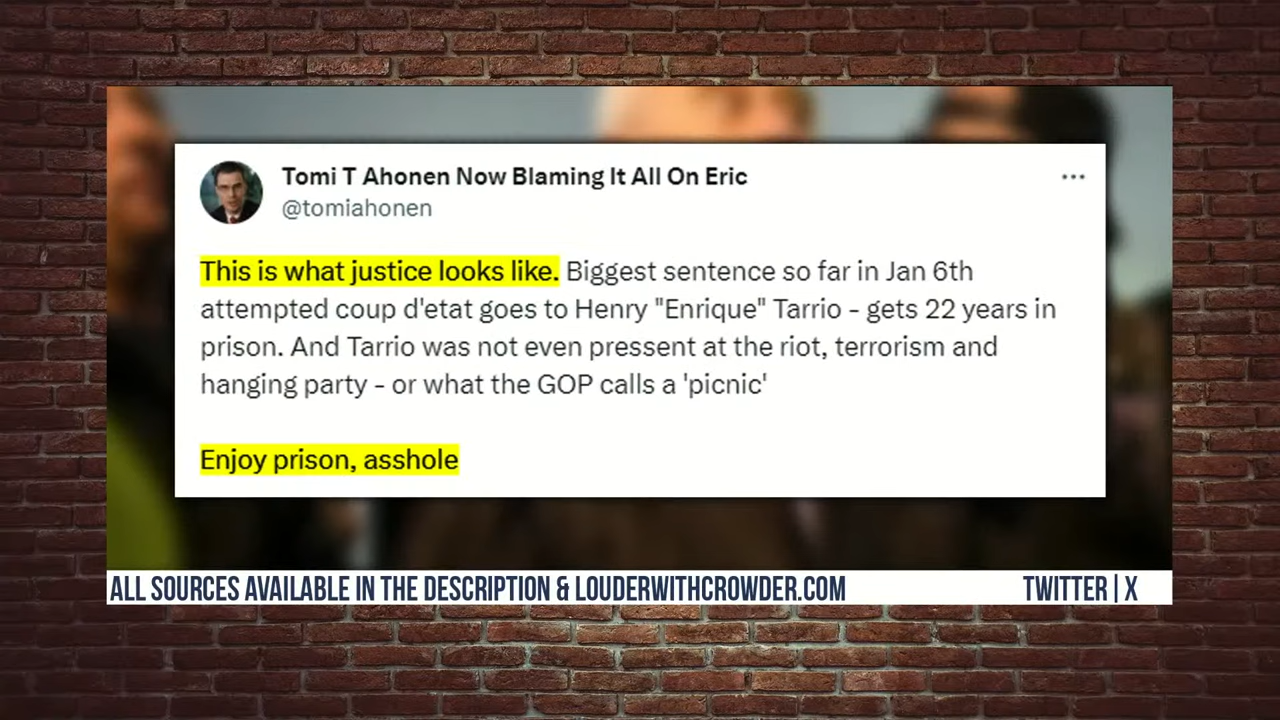 Tomi T Ahonen Now Blaming It All On Eric
@tomiahonen
This is what justice looks like. Biggest sentence so far in Jan 6th
attempted coup d'etat goes to Henry "Enrique" Tarrio - gets 22 years in
prison. And Tarrio was not even pressent at the riot, terrorism and
hanging party - or what the GOP calls a 'picnic'
Enjoy prison, asshole
ALL SOURCES AVAILABLE IN THE DESCRIPTION & LOUDERWITHCROWDER.COM
TWITTER | X